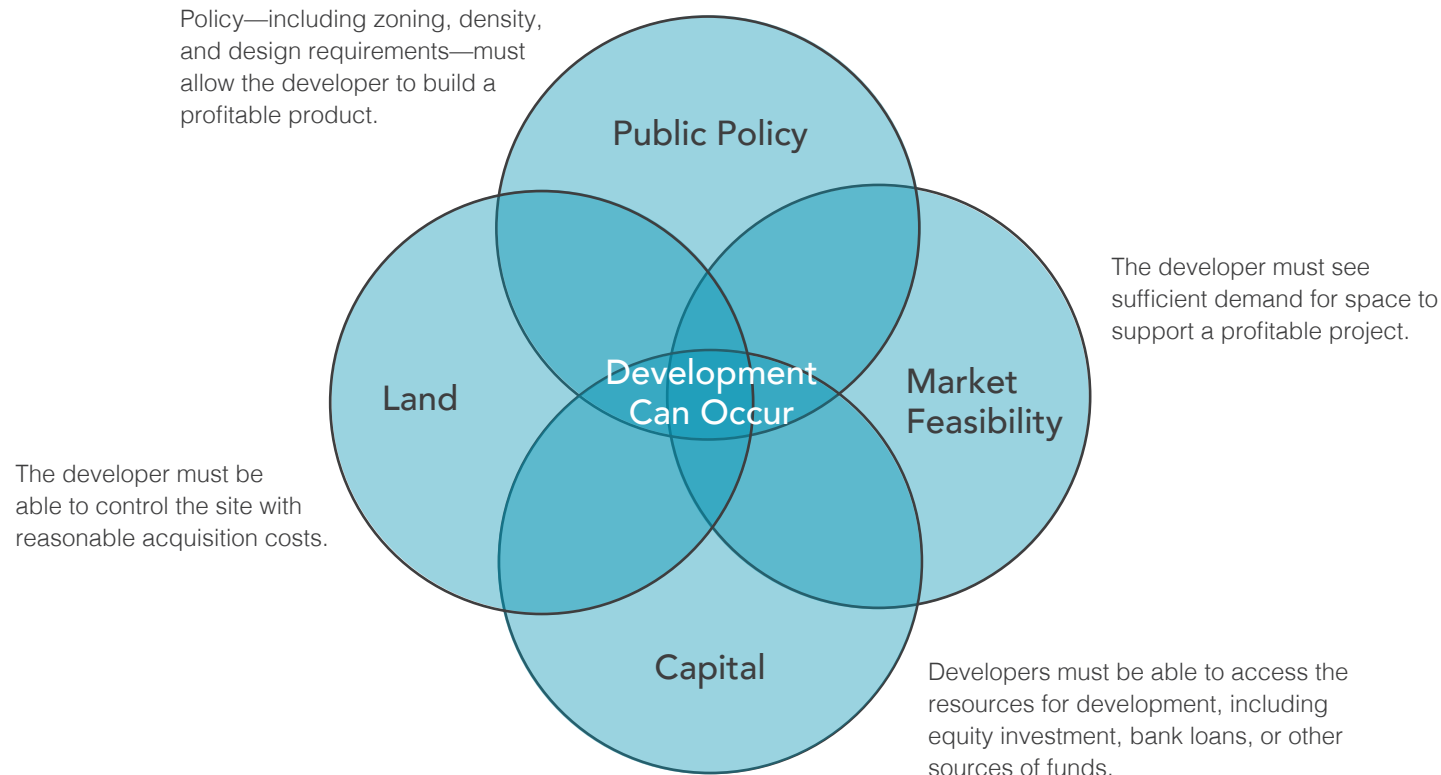 Policy—including zoning, density,
and design requirements—must
allow the developer to build a
profitable product.
Public Policy
The developer must see
sufficient demand for space to
support a profitable project.
Development
Can Occur
Land
Market
Feasibility
The developer must be
able to control the site with
reasonable acquisition costs.
Capital
Developers must be able to access the
resources for development, including
equity investment, bank loans, or other
sources of funds.